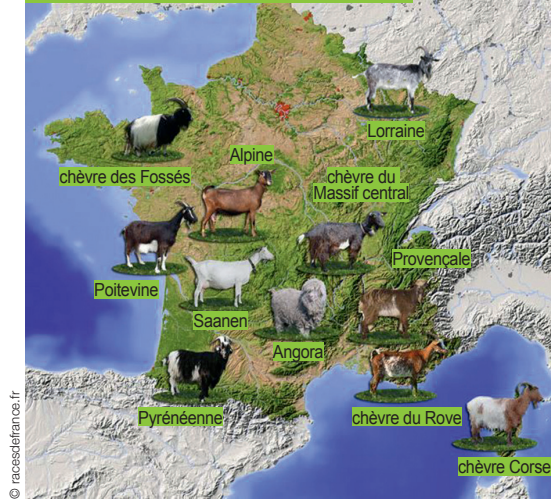 Lorraine
Alpine
chèvre des Fossés
chèvre du
Massif central
Provençale
Poitevine
Saanen
Angora
Pyrénéenne
chèvre du Rove
chèvre Corse
© racesdefrance.fr